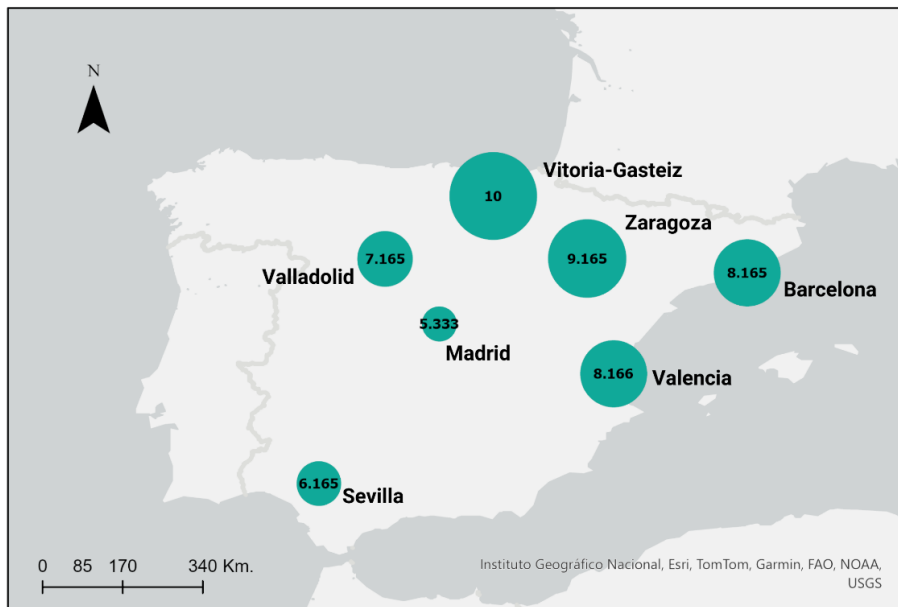 N
Vitoria-Gasteiz
10
Zaragoza
7.165
9.165
8.165
Valladolid
Barcelona
5.333
Madrid
8.166
Valencia
6.165
Sevilla
0 85 170 340 Km.
Instituto Geográfico Nacional, Esri, TomTom, Garmin, FAO, NOAA,
USGS